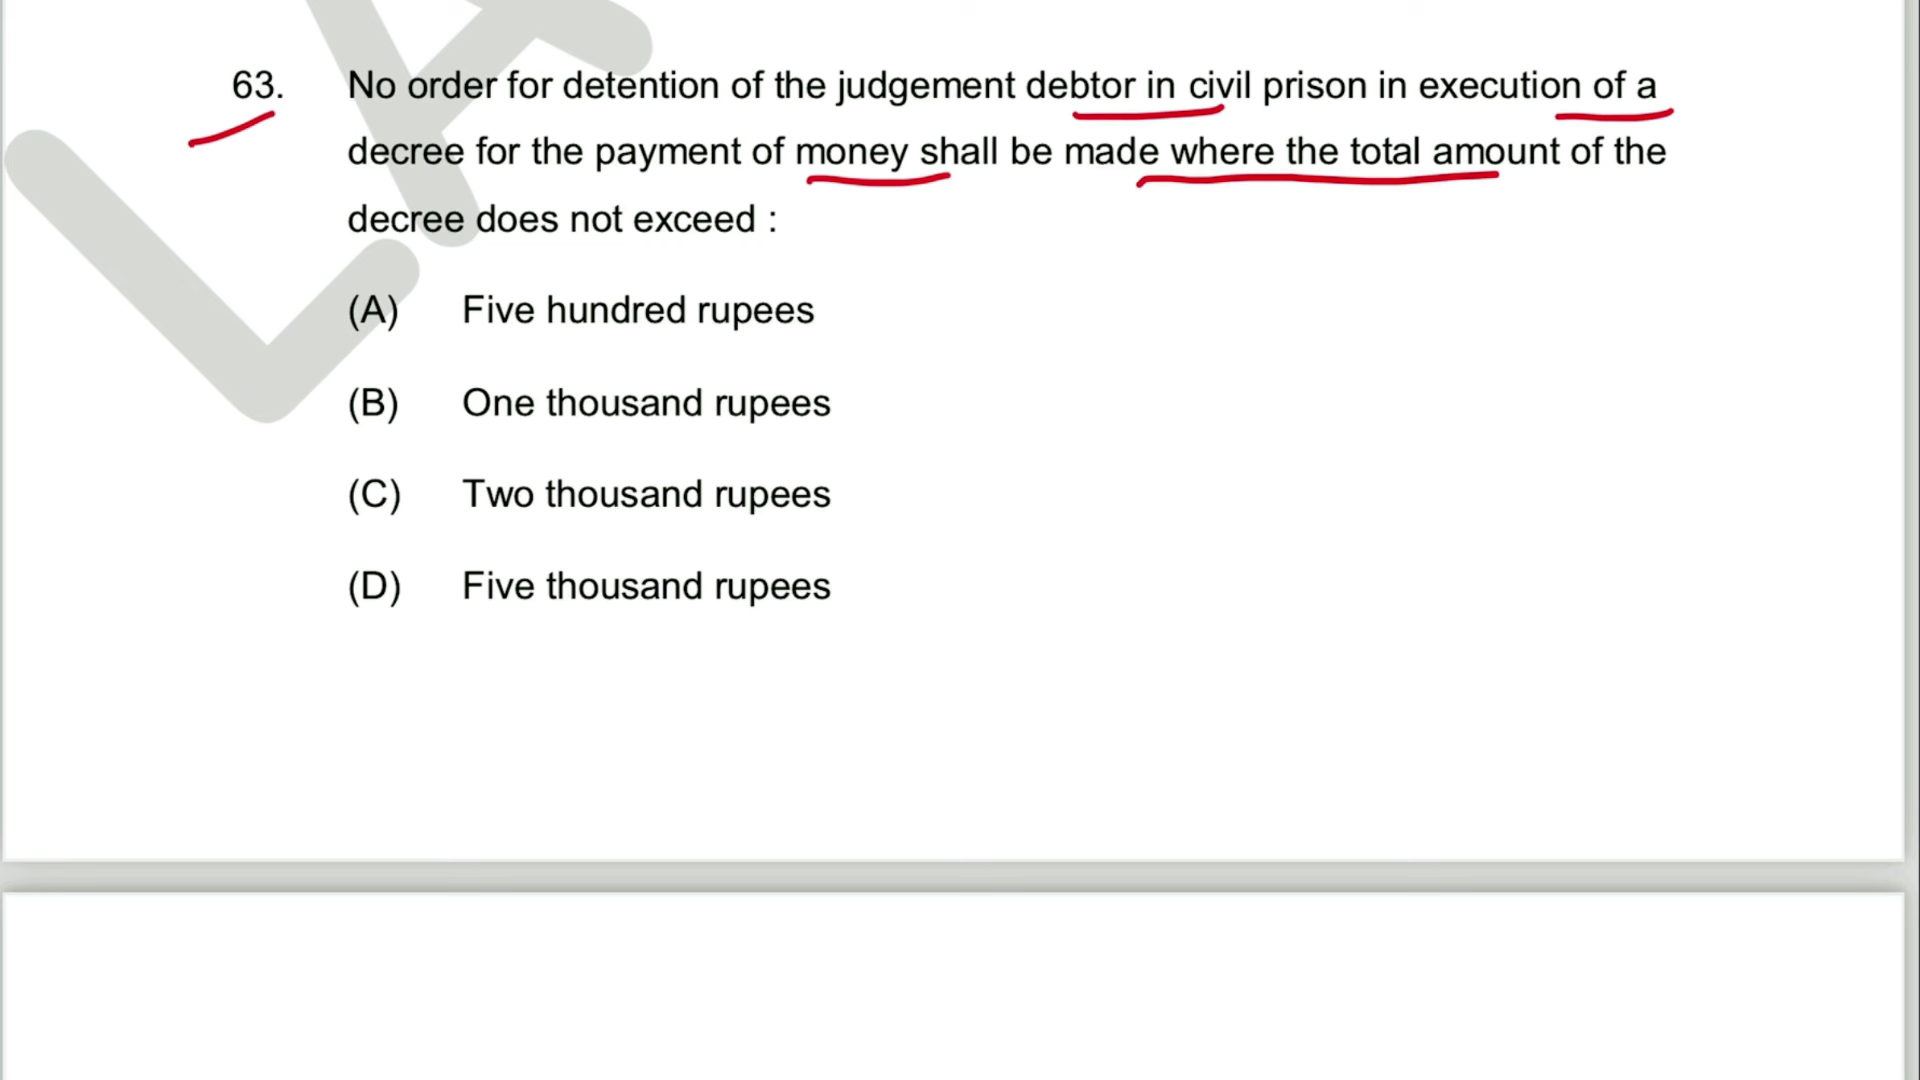 63. No order for detention of the judgement debtor in civil prison in execution of a
decree for the payment of money shall be made where the total amount of the
decree does not exceed :
(A) Five hundred rupees
(B) One thousand rupees
(C) Two thousand rupees
(D) Five thousand rupees